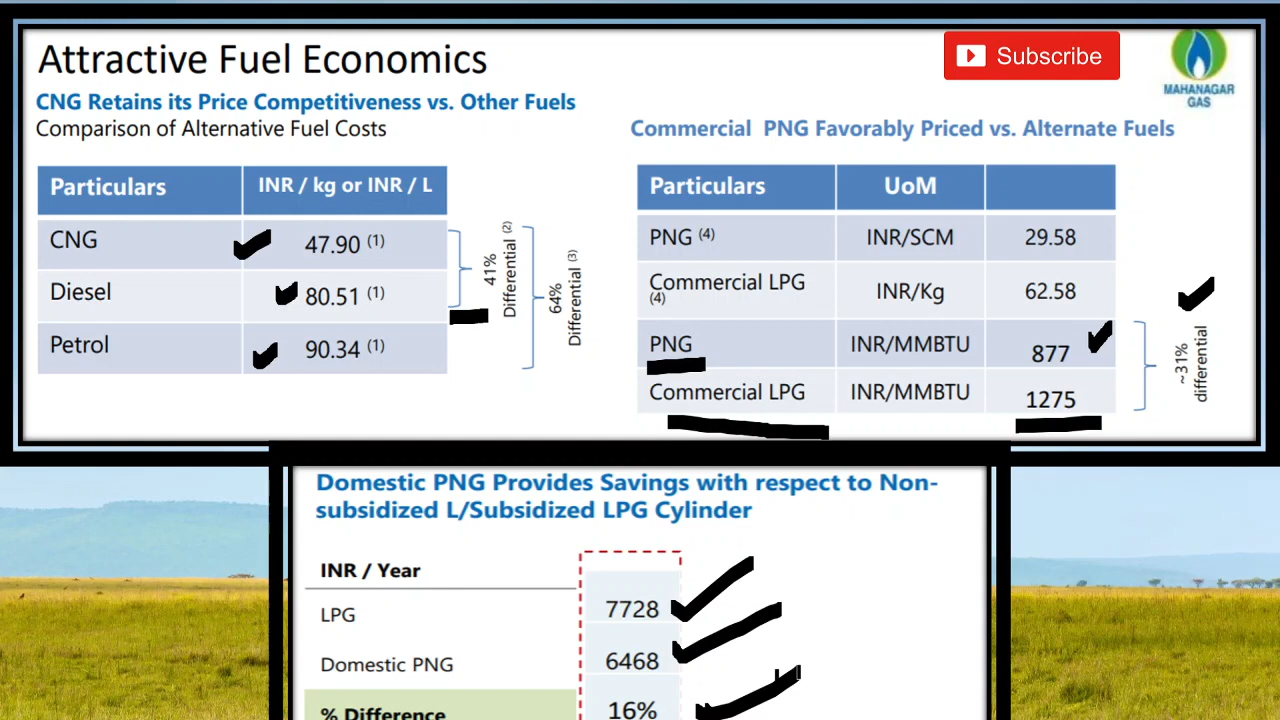 Attractive Fuel Economics
Subscribe
MAHANAGAR
GAS
CNG Retains its Price Competitiveness vs. Other Fuels
Comparison of Alternative Fuel Costs
Particulars INR / kg or INR / L
CNG 47.90 (1)
Diesel 80.51 (1)
Petrol 90.34 (1)
41%
Differential (2)
64%
Differential (3)
Commercial PNG Favorably Priced vs. Alternate Fuels
Particulars UoM
PNG (4) INR/SCM 29.58
Commercial LPG
(4) INR/Kg 62.58
PNG INR/MMBTU 877
Commercial LPG INR/MMBTU 1275
~31%
differential
Domestic PNG Provides Savings with respect to Non-
subsidized L/Subsidized LPG Cylinder
INR / Year
LPG 7728
Domestic PNG 6468
% Difference 16%